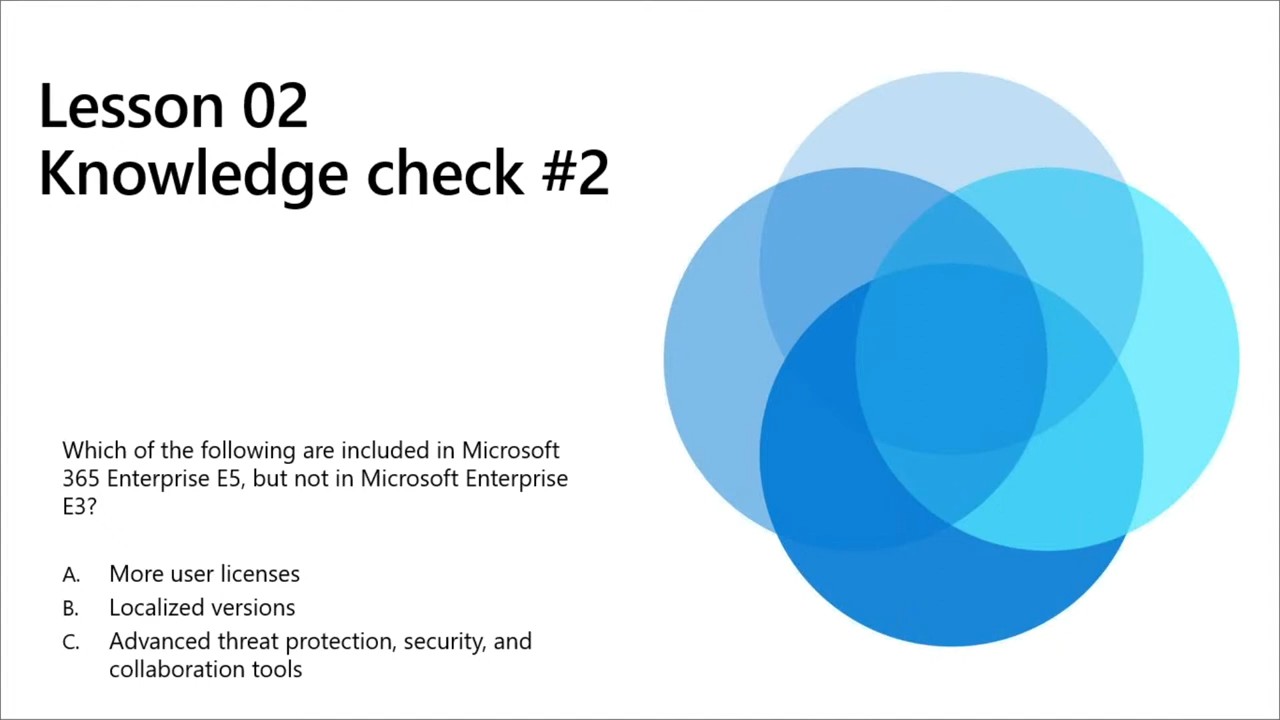 Lesson 02
Knowledge check #2
Which of the following are included in Microsoft
365 Enterprise E5, but not in Microsoft Enterprise
E3?
A. More user licenses
B. Localized versions
C. Advanced threat protection, security, and
collaboration tools